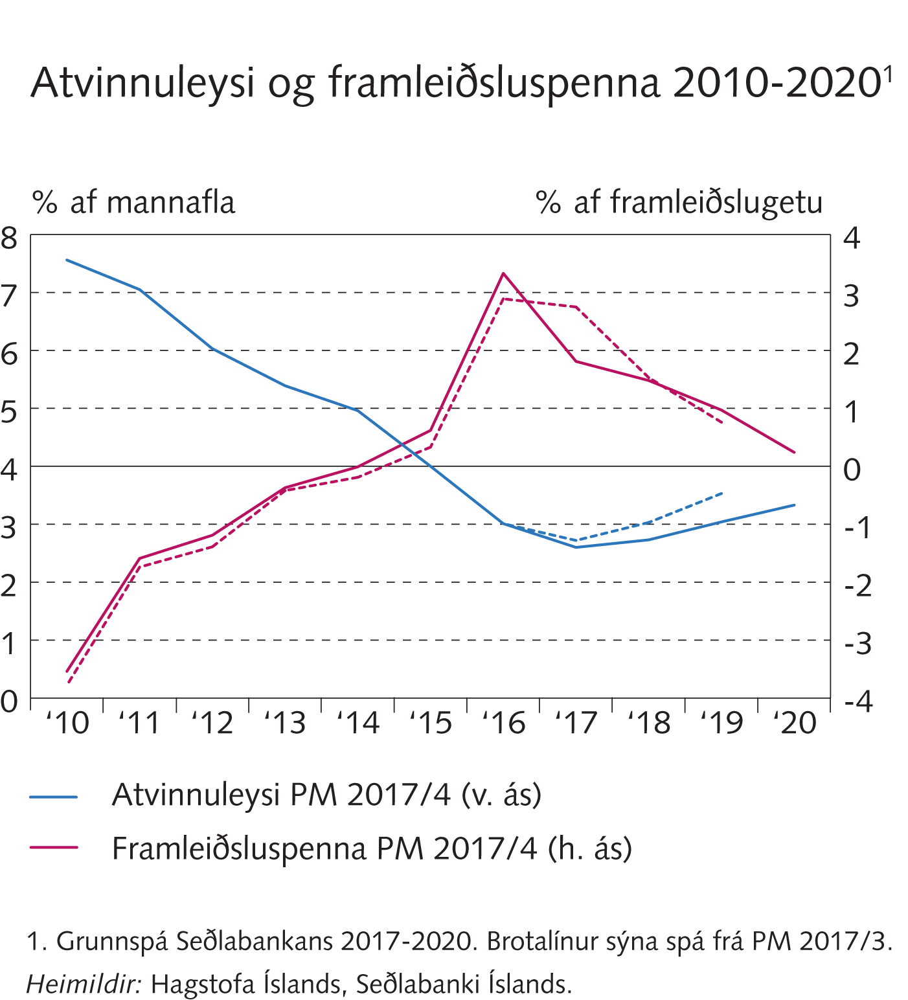 Atvinnuleysi og framleiðsluspenna 2010-2020¹
% af mannafla
% af framleiðslugetu
8 4
7 3
6 2
5 1
4 0
3 -1
2 -2
1 -3
0 -4
‘10 ‘11 ‘12 ‘13 ‘14 ‘15 ‘16 ‘17 ‘18 ‘19 ‘20
Atvinnuleysi PM 2017/4 (v. ás)
Framleiðsluspenna PM 2017/4 (h. ás)
1. Grunnspá Seðlabankans 2017-2020. Brotalínur sýna spá frá PM 2017/3.
Heimildir: Hagstofa Íslands, Seðlabanki Íslands.